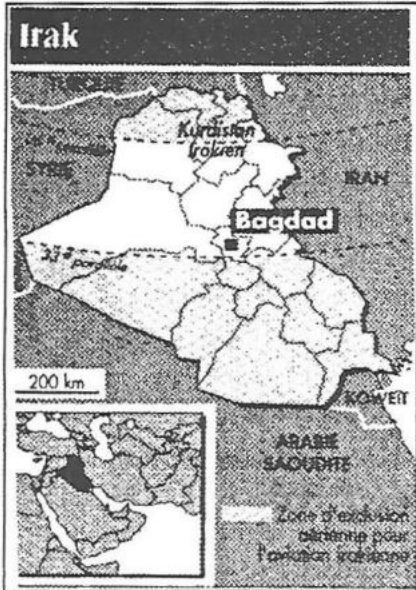 Irak
Kurdistan
Irakien
SYRIE
IRAN
Bagdad
33e parallèle
200 km
KOWEIT
ARABIE
SAOUDITE
Zone d'exclusion
aérienne pour
l'aviation irakienne